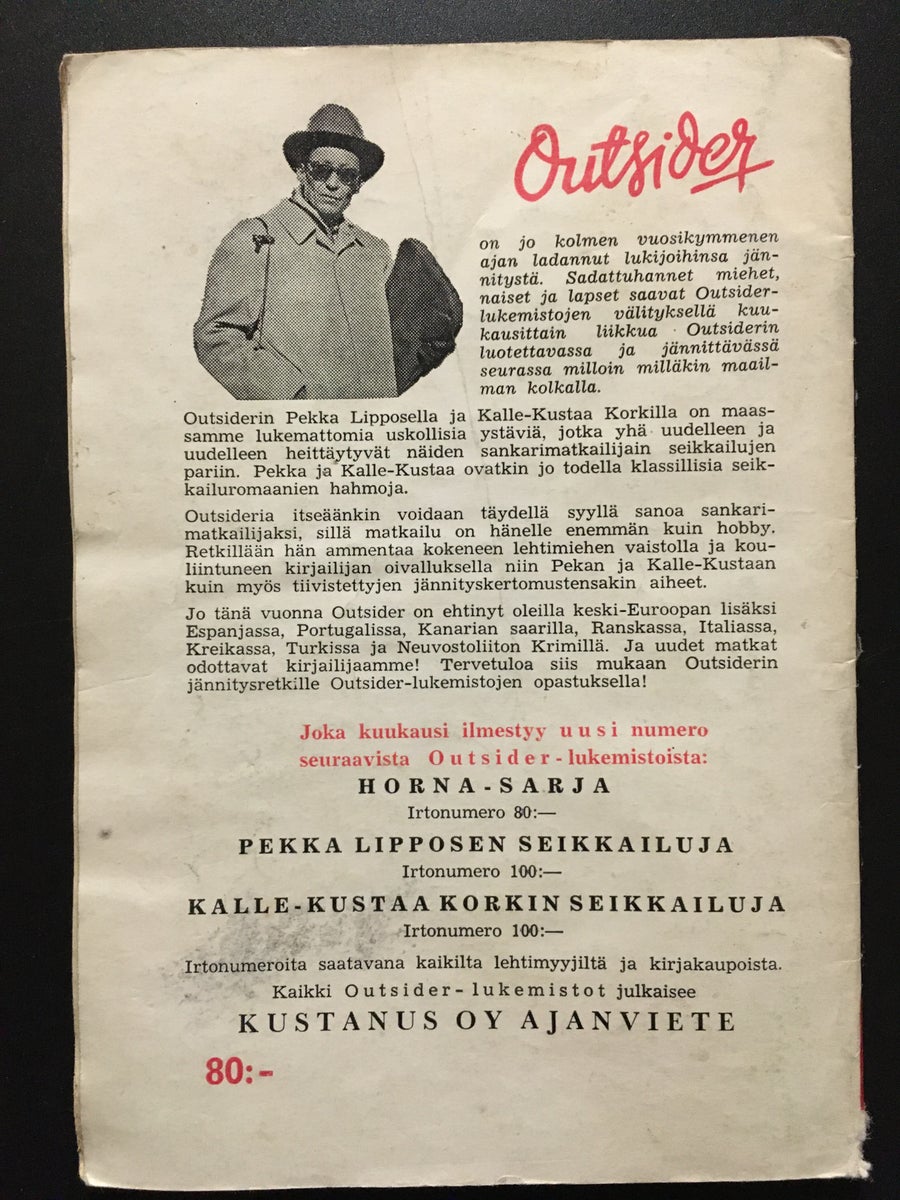 Outsider
on jo kolmen vuosikymmenen
ajan ladannut lukijoihinsa jän-
nitystä. Sadattuhannet miehet,
naiset ja lapset saavat Outsider-
lukemistojen välityksellä kuu-
kausittain liikkua Outsiderin
luotettavassa ja jännittävässä
seurassa milloin milläkin maail-
man kolkalla.
Outsiderin Pekka Lipposella ja Kalle-Kustaa Korkilla on maas-
samme lukemattomia uskollisia ystäviä, jotka yhä uudelleen ja
uudelleen heittäytyvät näiden sankarimatkailijain seikkailujen
pariin. Pekka ja Kalle-Kustaa ovatkin jo todella klassillisia seik-
kailuromaanien hahmoja.
Outsideria itseäänkin voidaan täydellä syyllä sanoa sankari-
matkailijaksi, sillä matkailu on hänelle enemmän kuin hobby.
Retkillään hän ammentaa kokeneen lehtimiehen vaistolla ja kou-
liintuneen kirjailijan oivalluksella niin Pekan ja Kalle-Kustaan
kuin myös tiivistettyjen jännityskertomustensakin aiheet.
Jo tänä vuonna Outsider on ehtinyt oleilla keski-Euroopan lisäksi
Espanjassa, Portugalissa, Kanarian saarilla, Ranskassa, Italiassa,
Kreikassa, Turkissa ja Neuvostoliiton Krimillä. Ja uudet matkat
odottavat kirjailijaamme! Tervetuloa siis mukaan Outsiderin
jännitysretkille Outsider-lukemistojen opastuksella!
Joka kuukausi ilmestyy uusi numero
seuraavista Outsider-lukemistoista:
HORNA-SARJA
Irtonumero 80:—
PEKKA LIPPOSEN SEIKKAILUJA
Irtonumero 100:—
KALLE-KUSTAA KORKIN SEIKKAILUJA
Irtonumero 100:—
Irtonumeroita saatavana kaikilta lehtimyyjiltä ja kirjakaupoista.
Kaikki Outsider-lukemistot julkaisee
KUSTANUS OY AJANVIETE
80:-